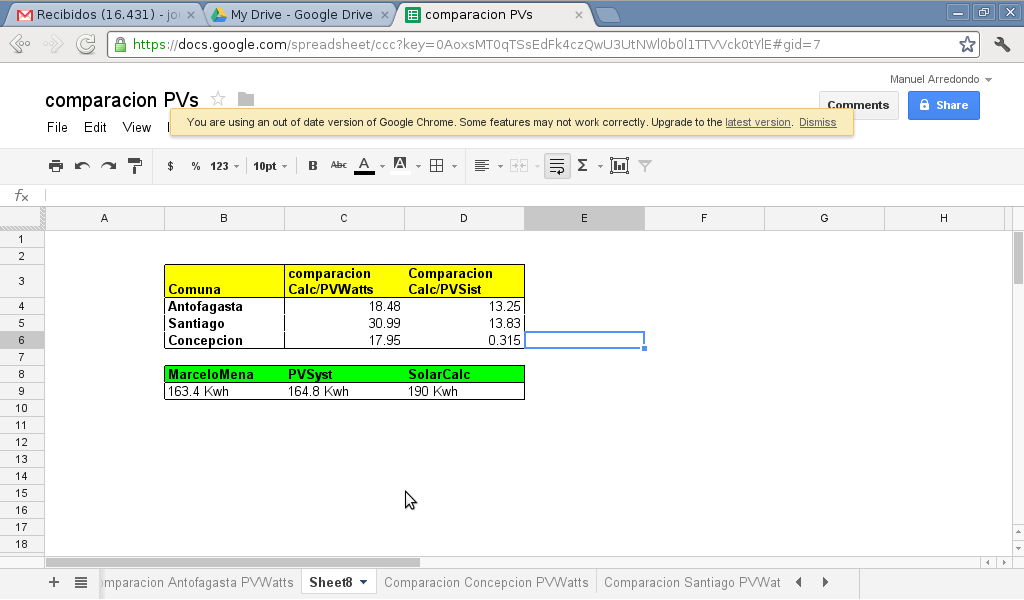 Recibidos (16.431) - jo
My Drive - Google Drive
comparacion PVs
https://docs.google.com/spreadsheet/ccc?key=0AoxsMT0qTSsEdFk4czQwU3UtNWl0b0l1TTVVck0tYlE#gid=7
Manuel Arredondo
comparacion PVs
Comments
Share
You are using an out of date version of Google Chrome. Some features may not work correctly. Upgrade to the latest version. Dismiss
File Edit View
$ % 123 10pt B Abc A A Σ
fx
A B C D E F G H
1
2
3 Comuna comparacion Calc/PVWatts Comparacion Calc/PVSist
4 Antofagasta 18.48 13.25
5 Santiago 30.99 13.83
6 Concepcion 17.95 0.315
7
8 MarceloMena PVSyst SolarCalc
9 163.4 Kwh 164.8 Kwh 190 Kwh
10
11
12
13
14
15
16
17
18
+ mparacion Antofagasta PVWatts Sheet8 Comparacion Concepcion PVWatts Comparacion Santiago PVWat